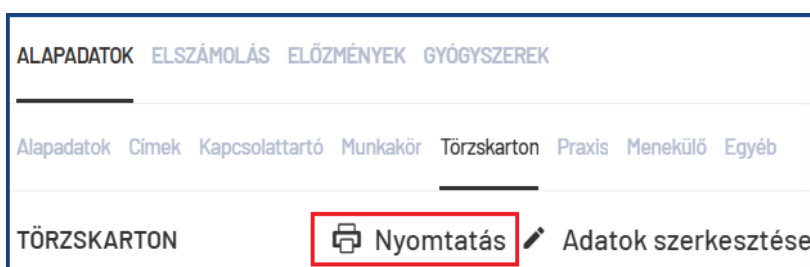 ALAPADATOK ELSZÁMOLÁS ELŐZMÉNYEK GYÓGYSZEREK
Alapadatok Címek Kapcsolattartó Munkakör Törzskarton Praxis Menekülő Egyéb
TÖRZSKARTON Nyomtatás Adatok szerkesztése